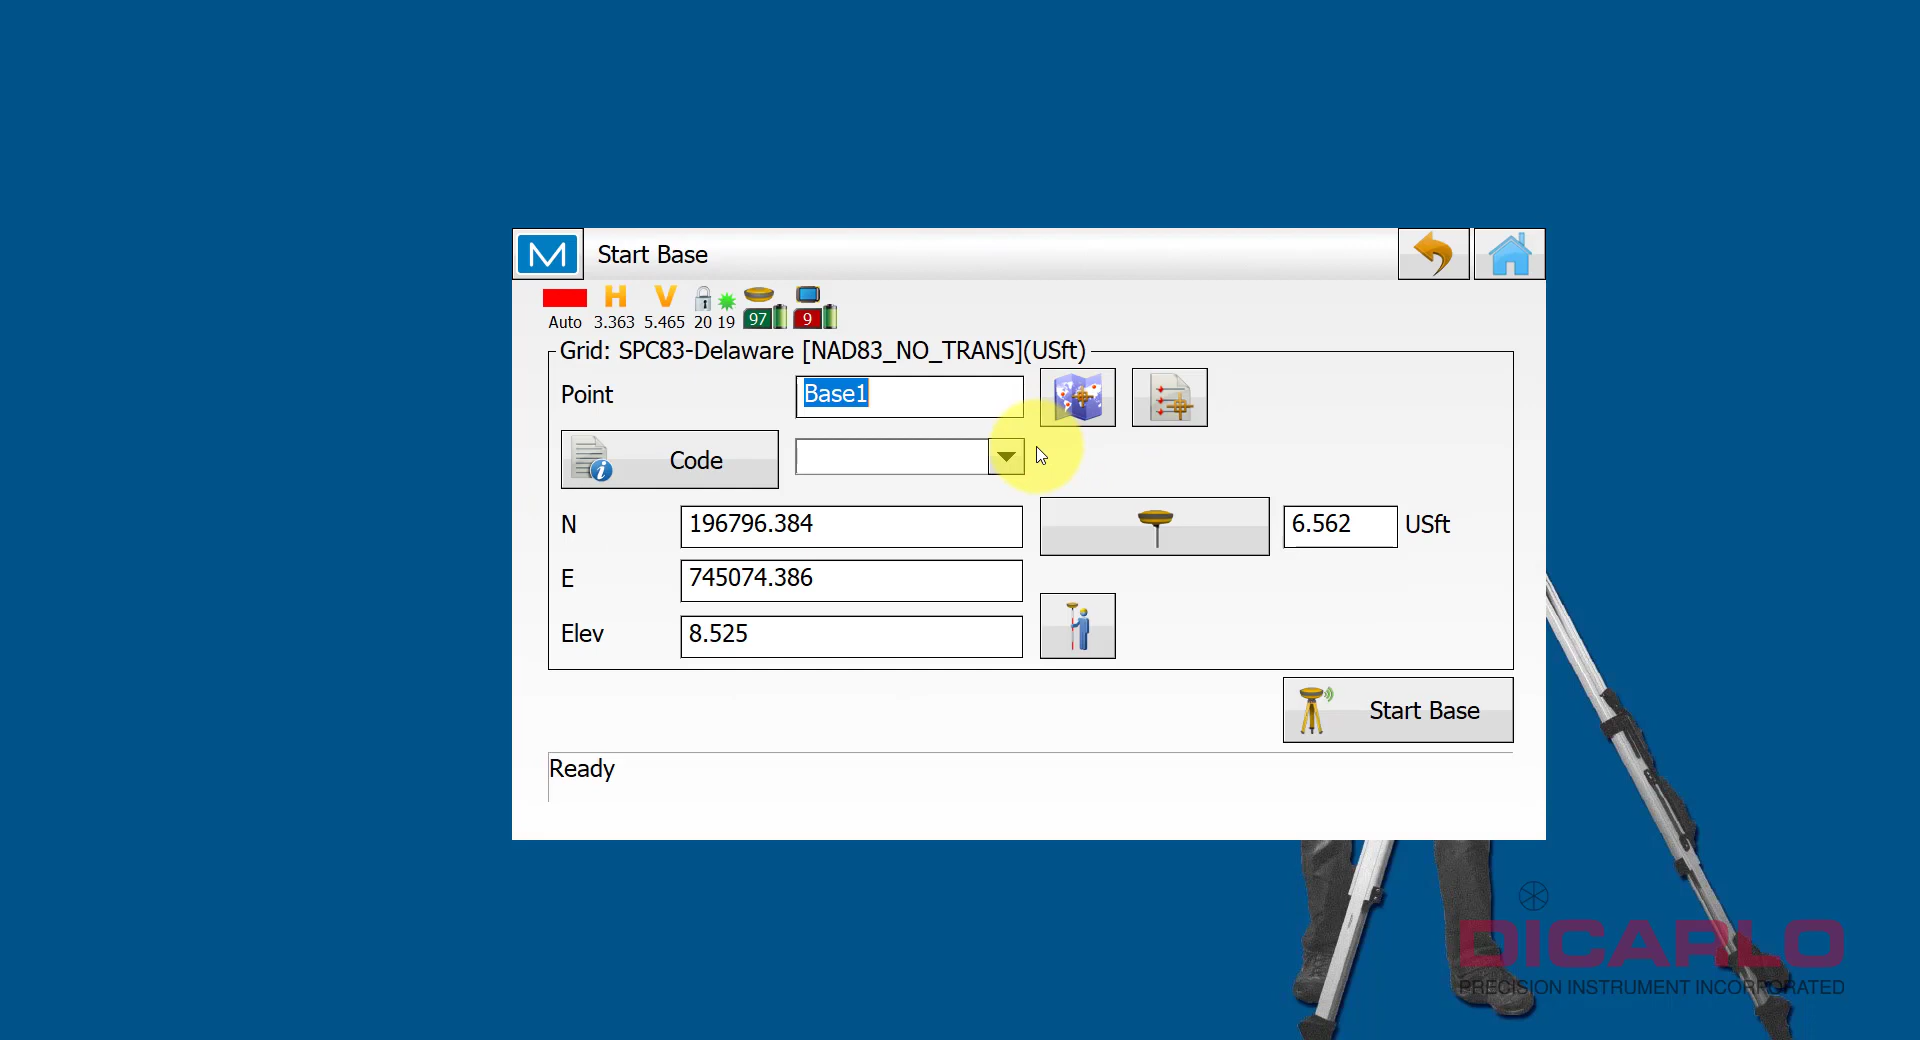 M Start Base
H V
Auto 3.363 5.465 20 19 97 9
Grid: SPC83-Delaware [NAD83_NO_TRANS](USft)
Point Base1
Code
N 196796.384 6.562 USft
E 745074.386
Elev 8.525
Start Base
Ready
DICARLO
PRECISION INSTRUMENT INCORPORATED